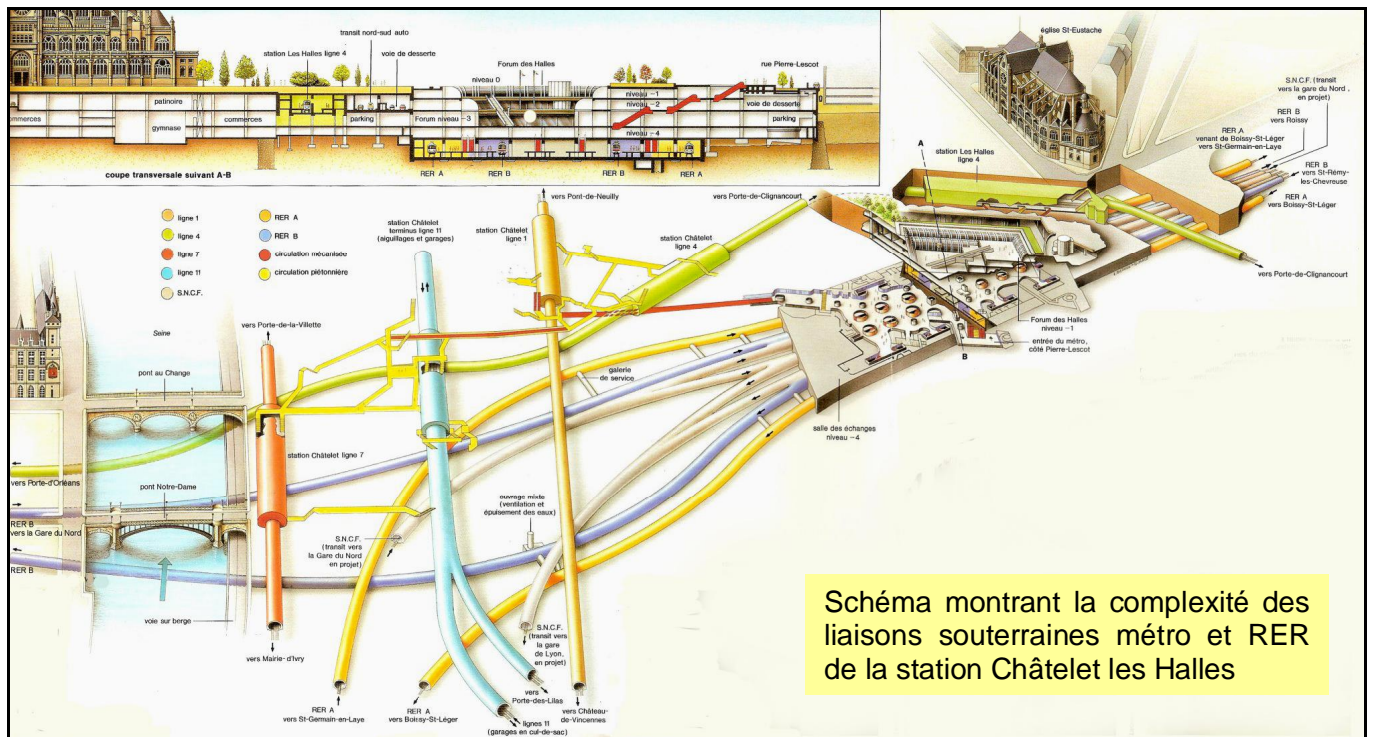 transit nord-sud auto
station Les Halles ligne 4
voie de desserte
Forum des Halles
niveau 0
rue Pierre-Lescot
patinoire
niveau -1
niveau -2
voie de desserte
commerces
parking
Forum niveau -3
parking
gymnase
niveau -4
RER A
RER B
RER B
RER A
coupe transversale suivant A-B
église St-Eustache
S.N.C.F. (transit
vers la gare du Nord,
en projet)
RER B
vers Roissy
RER A
venant de Boissy-St-Léger
vers St-Germain-en-Laye
RER B
vers St-Rémy-
les-Chevreuse
RER A
vers Boissy-St-Léger
A
station Les Halles
ligne 4
vers Porte-de-Clignancourt
Forum des Halles
niveau -1
entrée du métro,
côté Pierre-Lescot
B
salle des échanges
niveau -4
ligne 1
ligne 4
ligne 7
ligne 11
S.N.C.F.
RER A
RER B
circulation mécanisée
circulation piétonnière
vers Pont-de-Neuilly
vers Porte-de-Clignancourt
station Châtelet
terminus ligne 11
(aiguillages et garages)
station Châtelet
ligne 1
station Châtelet
ligne 4
Seine
vers Porte-de-la-Villette
pont au Change
galerie
de service
station Châtelet ligne 7
vers Porte-d'Orléans
pont Notre-Dame
RER B
vers la Gare du Nord
RER B
ouvrage mixte
(ventilation et
épuisement des eaux)
S.N.C.F.
(transit vers
la Gare du Nord
en projet)
voie sur berge
vers Mairie-d'Ivry
S.N.C.F.
(transit vers
la gare
de Lyon,
en projet)
vers
Porte-des-Lilas
RER A
vers St-Germain-en-Laye
RER A
vers Boissy-St-Léger
lignes 11
(garages en cul-de-sac)
vers Château-
de-Vincennes
Schéma montrant la complexité des
liaisons souterraines métro et RER
de la station Châtelet les Halles